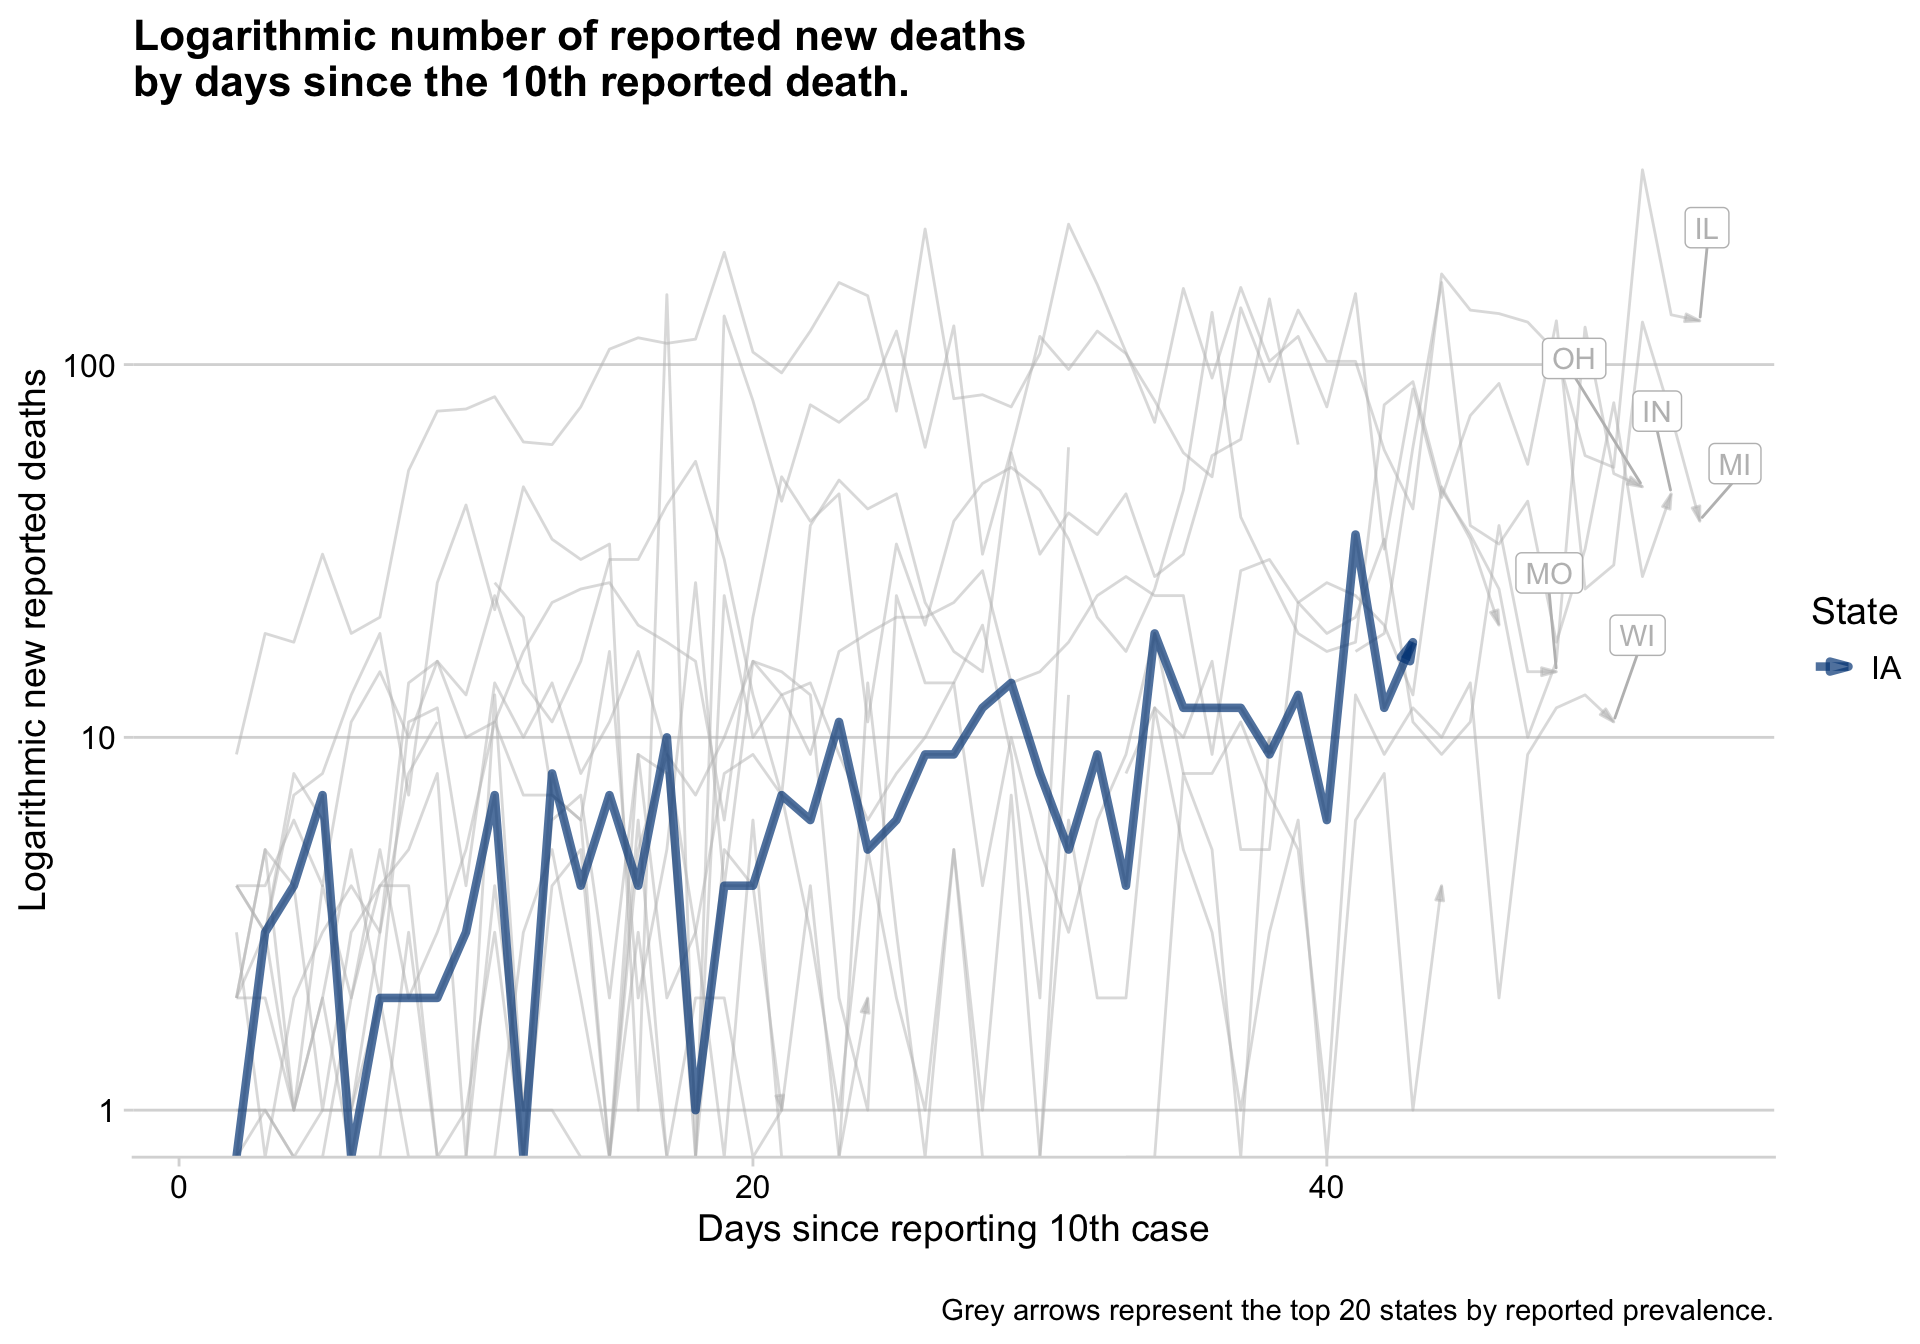 Logarithmic number of reported new deaths
by days since the 10th reported death.
Logarithmic new reported deaths
100
10
1
IL
OH
IN
MI
MO
WI
State
IA
0
20
40
Days since reporting 10th case
Grey arrows represent the top 20 states by reported prevalence.